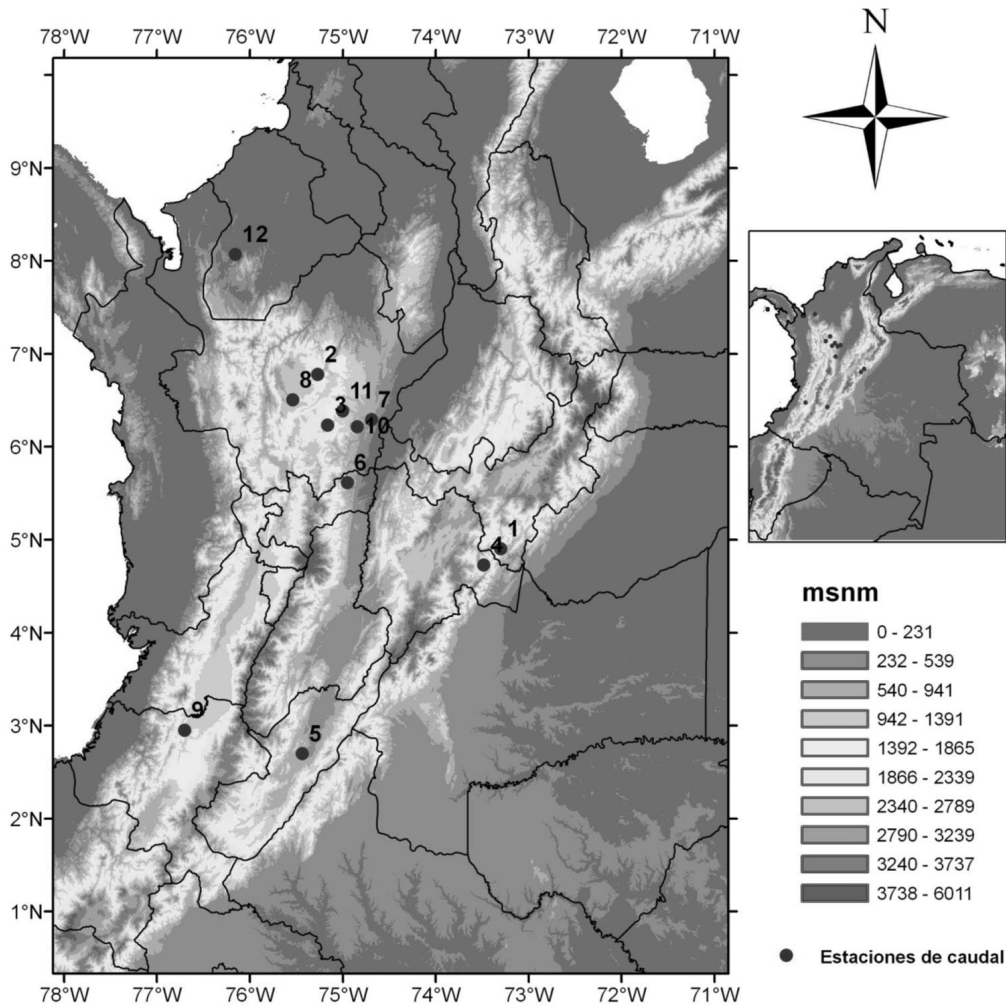 78°W 77°W 76°W 75°W 74°W 73°W 72°W 71°W
N
9°N
8°N
7°N
6°N
5°N
4°N
3°N
2°N
1°N
12
2
8
11
7
3
10
6
1
4
9
5
msnm
0 - 231
232 - 539
540 - 941
942 - 1391
1392 - 1865
1866 - 2339
2340 - 2789
2790 - 3239
3240 - 3737
3738 - 6011
Estaciones de caudal
78°W 77°W 76°W 75°W 74°W 73°W 72°W 71°W